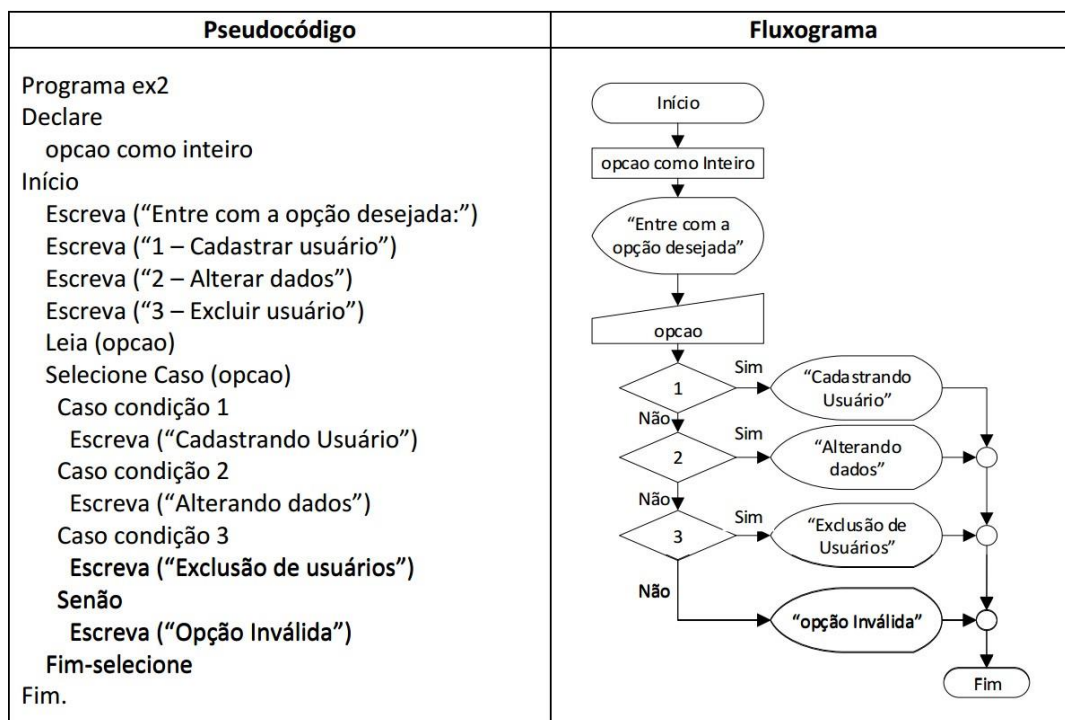 Pseudocódigo
Programa ex2
Declare
opcao como inteiro
Início
Escreva (“Entre com a opção desejada:”)
Escreva (“1 – Cadastrar usuário”)
Escreva (“2 – Alterar dados”)
Escreva (“3 – Excluir usuário”)
Leia (opcao)
Selecione Caso (opcao)
Caso condição 1
Escreva (“Cadastrando Usuário”)
Caso condição 2
Escreva (“Alterando dados”)
Caso condição 3
Escreva (“Exclusão de usuários”)
Senão
Escreva (“Opção Inválida”)
Fim-selecione
Fim.
Fluxograma
Início
opcao como Inteiro
“Entre com a
opção desejada”
opcao
1
Sim
“Cadastrando
Usuário”
Não
2
Sim
“Alterando
dados”
Não
3
Sim
“Exclusão de
Usuários”
Não
“opção Inválida”
Fim